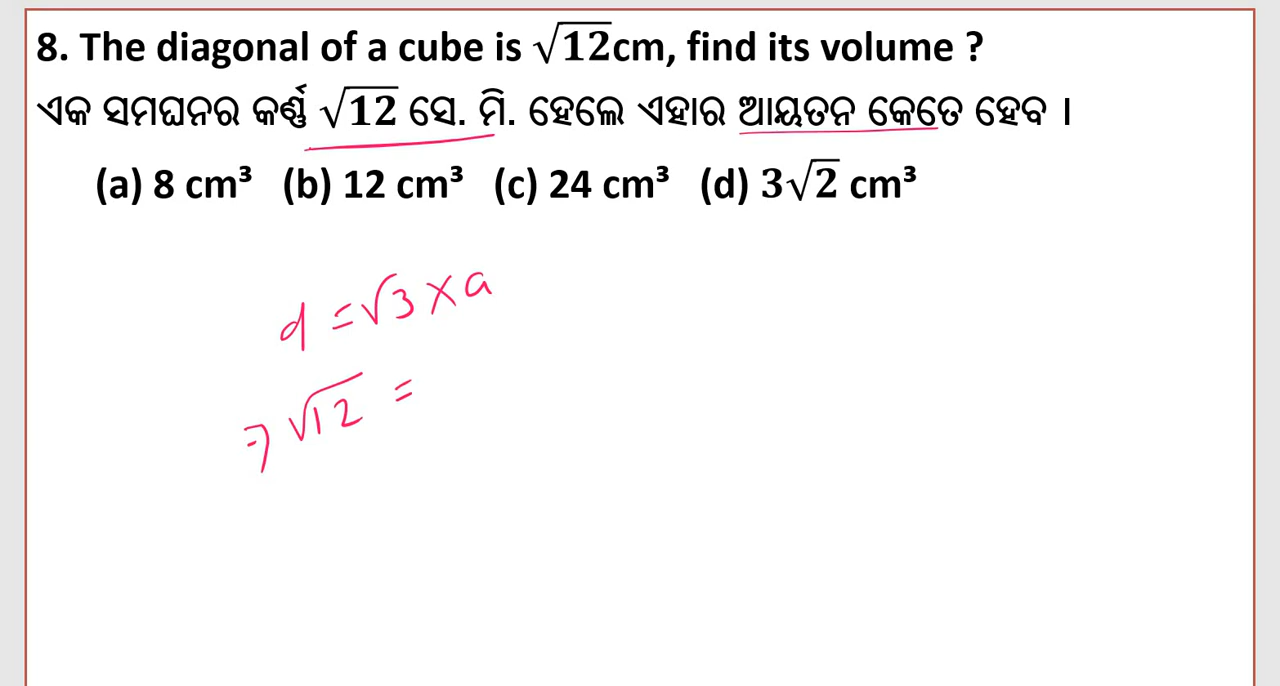 8. The diagonal of a cube is √12cm, find its volume ?
ଏକ ସମଘନର କର୍ଣ୍ଣ √12 ସେ. ମି. ହେଲେ ଏହାର ଆୟତନ କେତେ ହେବ ।
(a) 8 cm³ (b) 12 cm³ (c) 24 cm³ (d) 3√2 cm³
d = √3 × a
⇒ √12 =